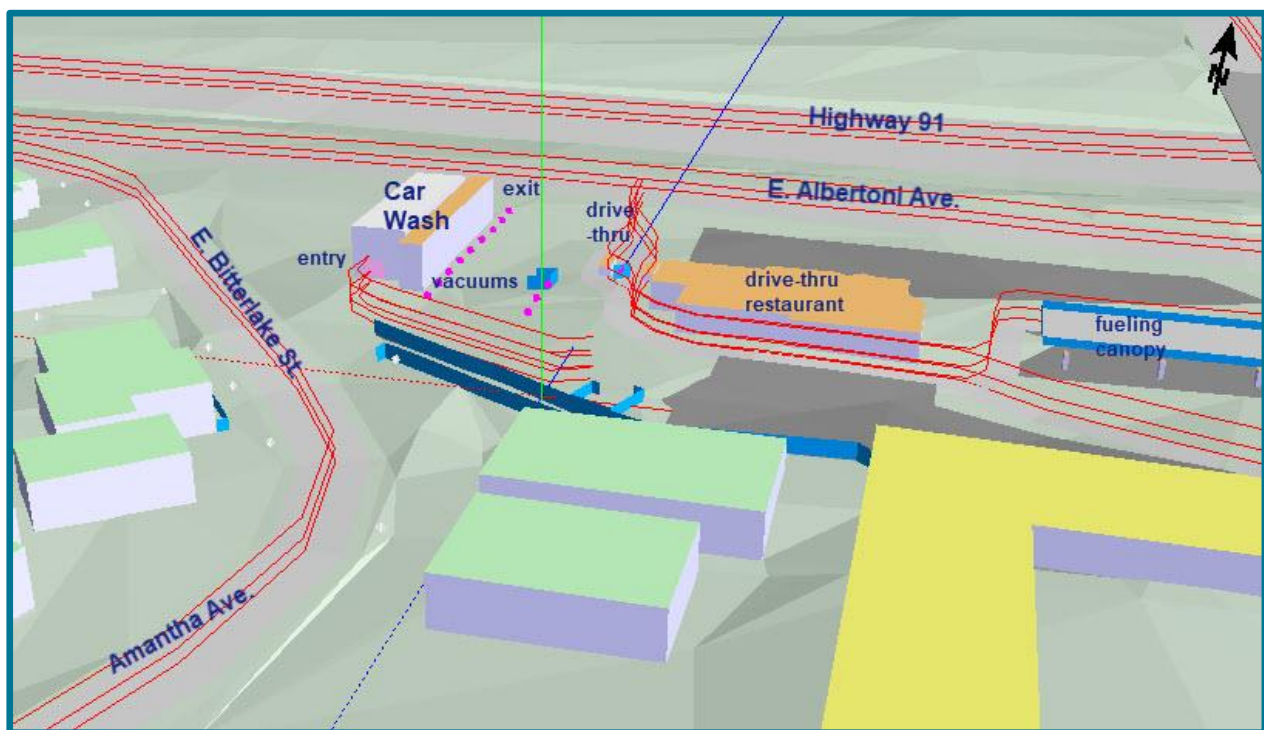 N
Highway 91
E. Albertoni Ave.
Car
Wash
exit
drive
-thru
entry
vacuums
drive-thru
restaurant
fueling
canopy
E. Bitterlake St.
Amantha Ave.